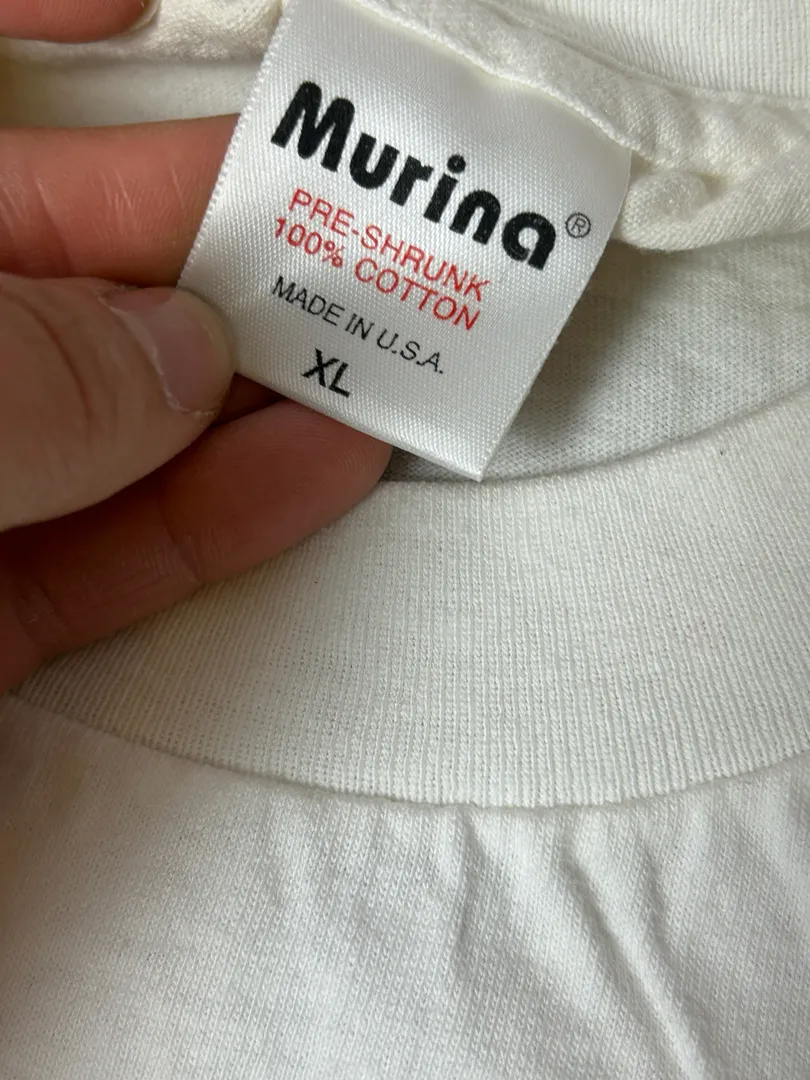 Murina®
PRE-SHRUNK
100% COTTON
MADE IN U.S.A.
XL